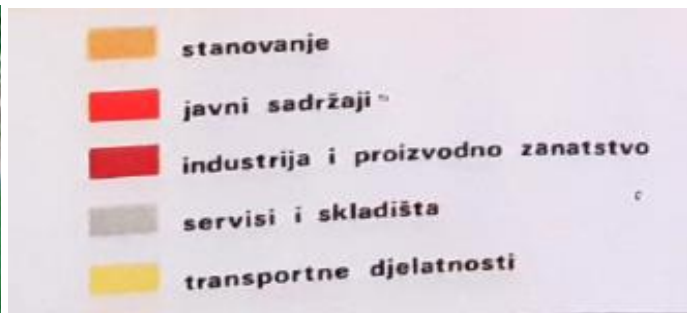 stanovanje
javni sadržaji
industrija i proizvodno zanatstvo
servisi i skladišta
transportne djelatnosti